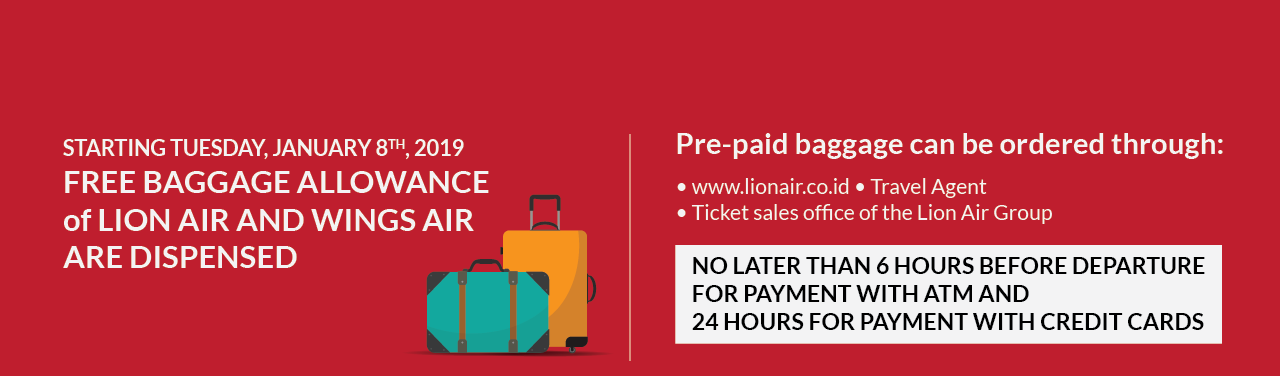 STARTING TUESDAY, JANUARY 8TH, 2019
FREE BAGGAGE ALLOWANCE
of LION AIR AND WINGS AIR
ARE DISPENSED
Pre-paid baggage can be ordered through:
• www.lionair.co.id • Travel Agent
• Ticket sales office of the Lion Air Group
NO LATER THAN 6 HOURS BEFORE DEPARTURE
FOR PAYMENT WITH ATM AND
24 HOURS FOR PAYMENT WITH CREDIT CARDS